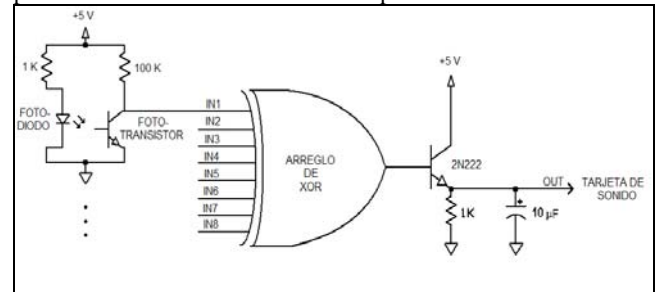 +5 V
1 K
100 K
FOTO-
DIODO
FOTO-
TRANSISTOR
IN1
IN2
IN3
IN4
IN5
IN6
IN7
IN8
ARREGLO
DE
XOR
+5 V
2N222
OUT
TARJETA DE
SONIDO
1K
+
10 µF